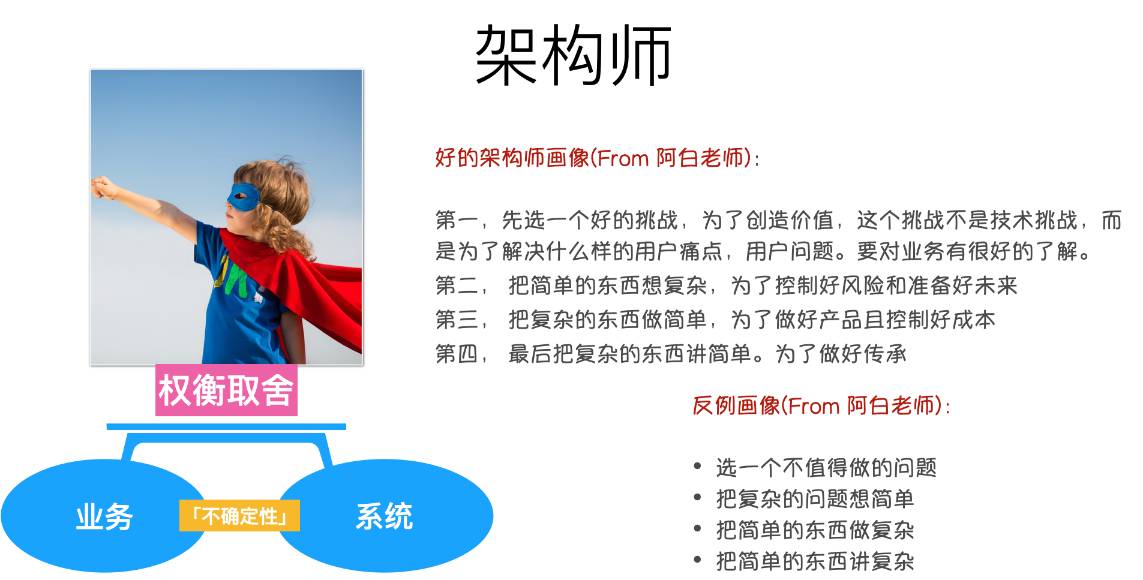 架构师
好的架构师画像(From 阿白老师)：
第一，先选一个好的挑战，为了创造价值，这个挑战不是技术挑战，而
是为了解决什么样的用户痛点，用户问题。要对业务有很好的了解。
第二， 把简单的东西想复杂，为了控制好风险和准备好未来
第三， 把复杂的东西做简单，为了做好产品且控制好成本
第四， 最后把复杂的东西讲简单。为了做好传承
权衡取舍
业务
「不确定性」
系统
反例画像(From 阿白老师)：
• 选一个不值得做的问题
• 把复杂的问题想简单
• 把简单的东西做复杂
• 把简单的东西讲复杂